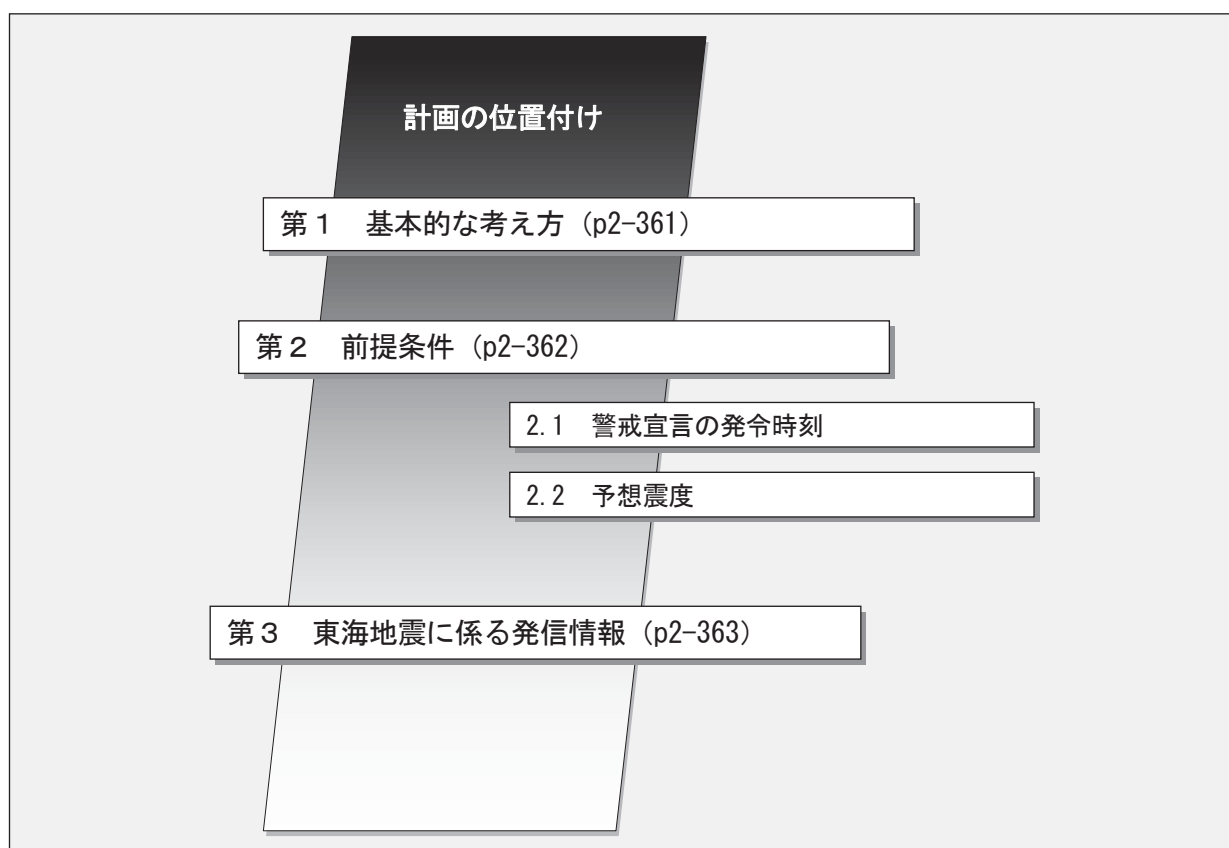 計画の位置付け
第1　基本的な考え方（p2-361）
第2　前提条件（p2-362）
2.1　警戒宣言の発令時刻
2.2　予想震度
第3　東海地震に係る発信情報（p2-363）